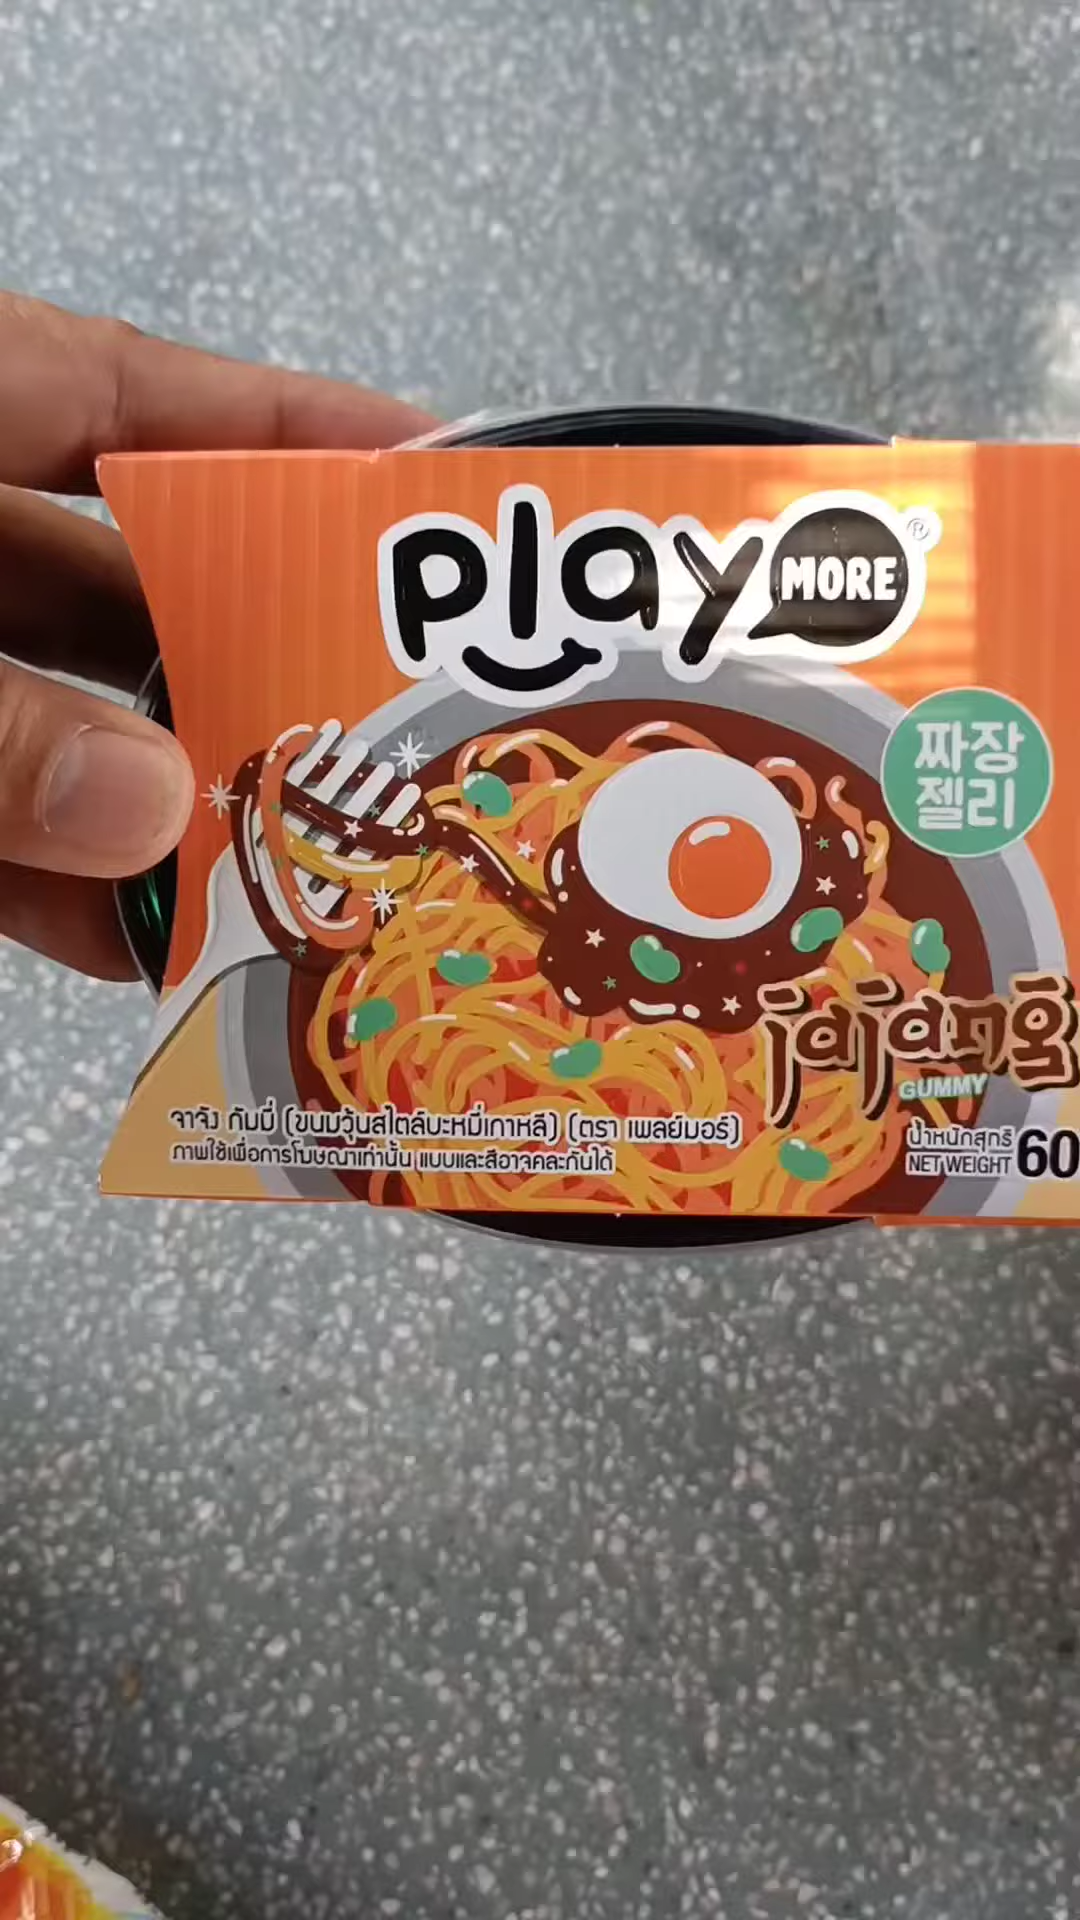 play MORE ®
짜장
젤리
jajang
GUMMY
จาจัง กัมมี่ (ขนมวุ้นสไตล์บะหมี่เกาหลี) (ตรา เพลย์มอร์)
ภาพใช้เพื่อการโฆษณาเท่านั้น แบบและสีอาจคละกันได้
น้ำหนักสุทธิ
NET WEIGHT 60